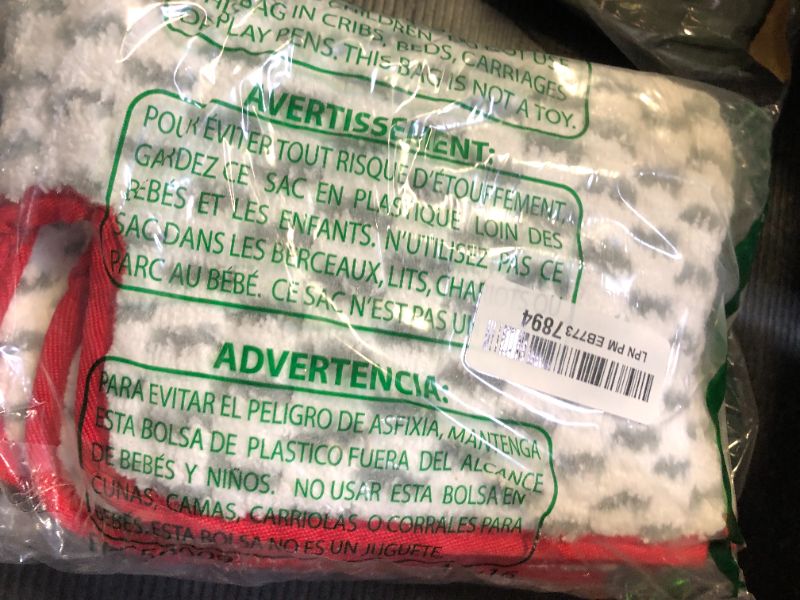 BAG IN CRIBS, BEDS, CARRIAGES
PLAY PENS. THIS BAG IS NOT A TOY.
AVERTISSEMENT:
POUR ÉVITER TOUT RISQUE D'ÉTOUFFEMENT,
GARDEZ CE SAC EN PLASTIQUE LOIN DES
BÉBÉS ET LES ENFANTS. N'UTILISEZ PAS CE
SAC DANS LES BERCEAUX, LITS, CHAR
PARC AU BÉBÉ. CE SAC N'EST PAS U
LPN PM EB7737894
ADVERTENCIA:
PARA EVITAR EL PELIGRO DE ASFIXIA, MANTENGA
ESTA BOLSA DE PLASTICO FUERA DEL ALCANCE
DE BEBÉS Y NIÑOS. NO USAR ESTA BOLSA EN
CUNAS, CAMAS, CARRIOLAS O CORRALES PARA
BEBÉS. ESTA BOLSA NO ES UN JUGUETE.